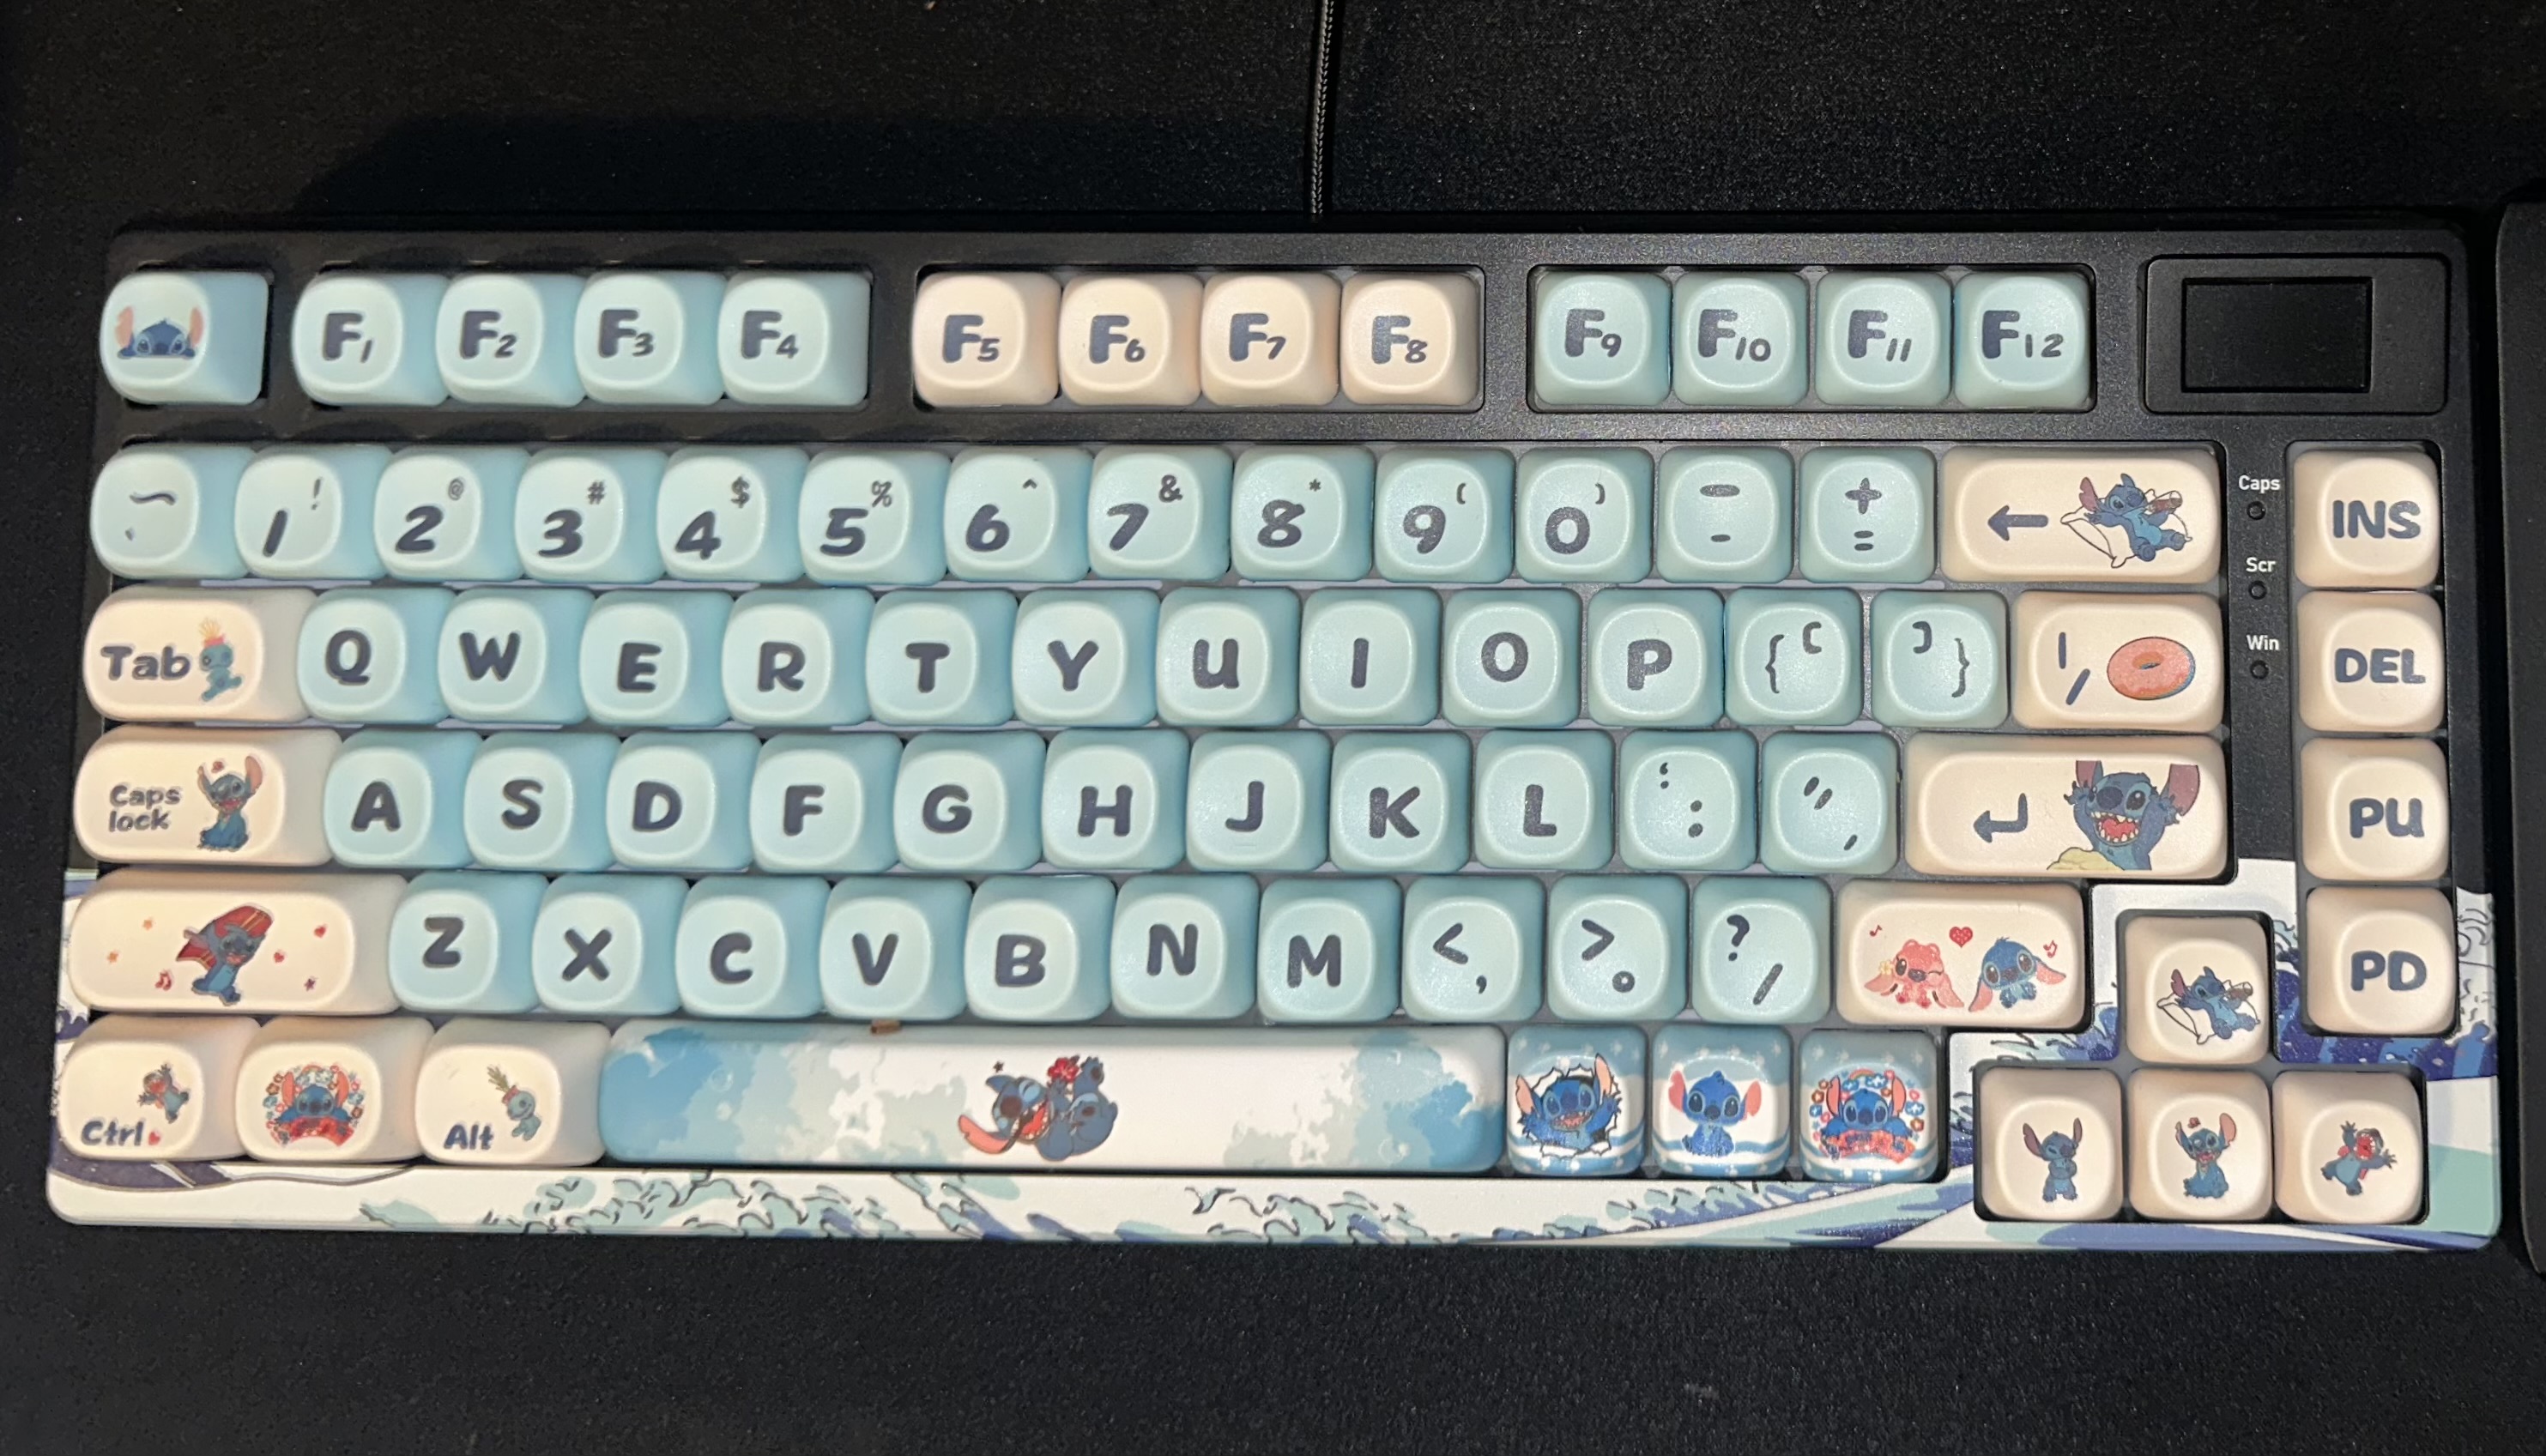 F1 F2 F3 F4 F5 F6 F7 F8 F9 F10 F11 F12
~ ! @ # $ % ^ & * ( ) - +
` 1 2 3 4 5 6 7 8 9 0 - = ← Caps INS
Scr
Tab Q W E R T Y U I O P { [ ] } | / Win DEL
Caps
lock A S D F G H J K L ' : " , ↵ PU
Z X C V B N M < , > . ? / PD
Ctrl Alt